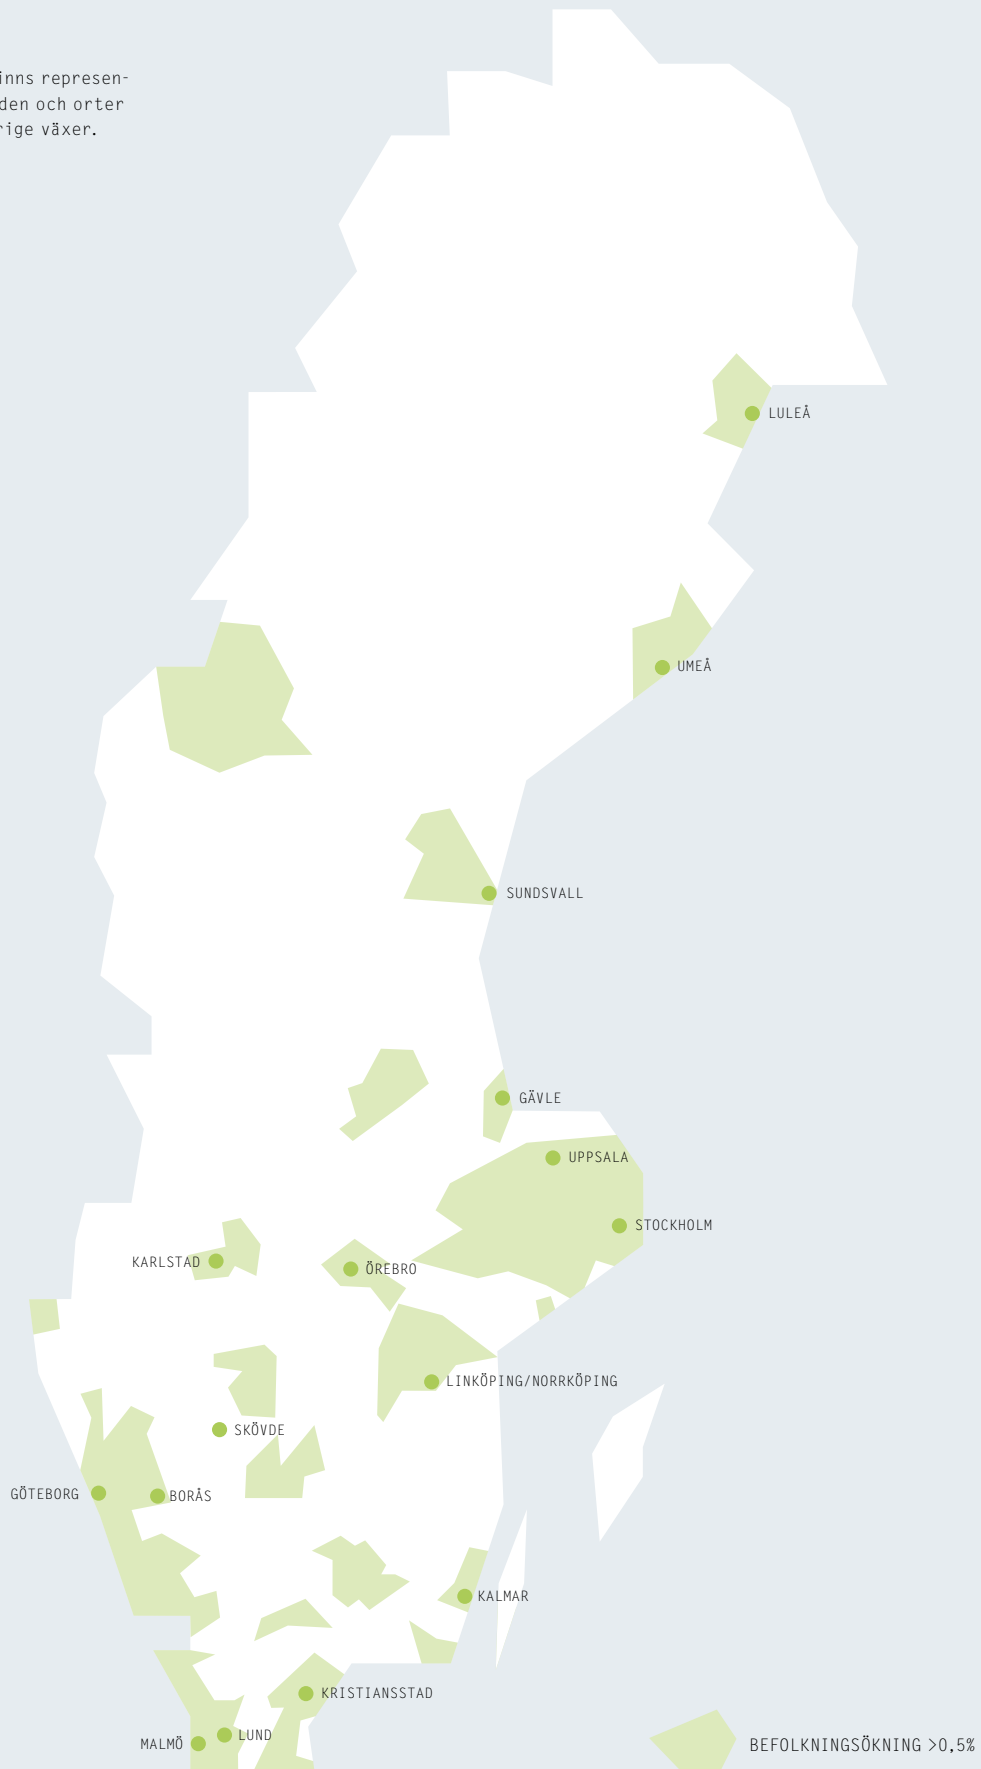 inns represen-
den och orter
rige växer.
LULEÅ
UMEÅ
SUNDSVALL
GÄVLE
UPPSALA
STOCKHOLM
KARLSTAD
ÖREBRO
LINKÖPING/NORRKÖPING
SKÖVDE
GÖTEBORG
BORÅS
KALMAR
KRISTIANSSTAD
LUND
MALMÖ
BEFOLKNINGSÖKNING >0,5%